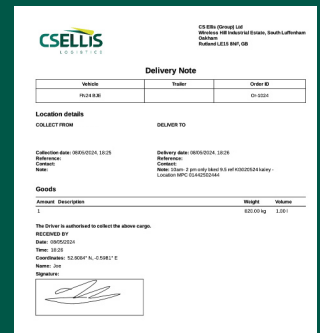 CSELLIS
LOGISTICS
CS Ellis (Group) Ltd
Wireless Hill Industrial Estate, South Luffenham
Oakham
Rutland LE15 8NF, GB
Delivery Note
Vehicle Trailer Order ID
FN24 BJE OI-1024
Location details
COLLECT FROM DELIVER TO
Collection date: 08/05/2024, 18:25 Delivery date: 08/05/2024, 18:26
Reference: Reference:
Contact: Contact:
Note: Note: 10am- 2 pm only bked 9.5 ref K0020524 kaley -
Location MPC 01442502444
Goods
Amount Description Weight Volume
1 820.00 kg 1.00 l
The Driver is authorised to collect the above cargo.
RECEIVED BY
Date: 08/05/2024
Time: 18:26
Coordinates: 52.6084° N, -0.5981° E
Name: Joe
Signature: